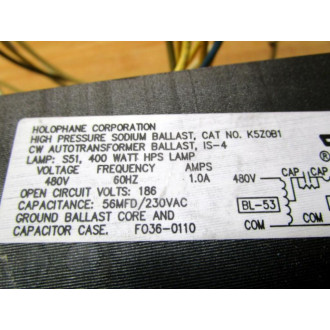 HOLOPHANE CORPORATION
HIGH PRESSURE SODIUM BALLAST, CAT NO. K5Z0B1
CW AUTOTRANSFORMER BALLAST, IS-4
LAMP: S51, 400 WATT HPS LAMP
VOLTAGE FREQUENCY AMPS
480V 60HZ 1.0A
OPEN CIRCUIT VOLTS: 186
CAPACITANCE: 56MFD/230VAC
GROUND BALLAST CORE AND
CAPACITOR CASE. F036-0110
CAP CAP
480V
BL-53
COM COM